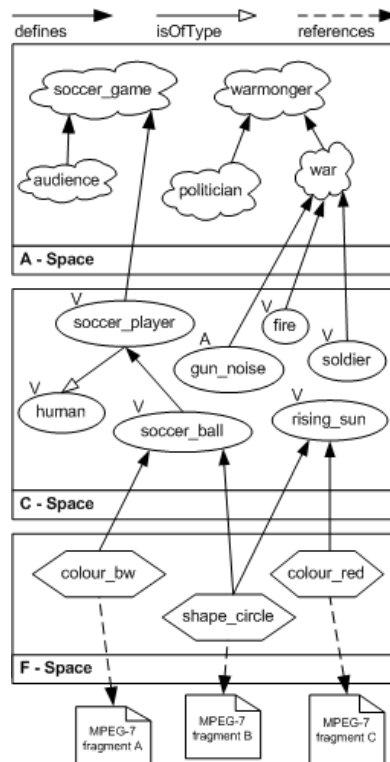 defines
isOfType
references
soccer_game
warmonger
audience
politician
war
A - Space
V
soccer_player
V
fire
A
gun_noise
V
soldier
V
human
V
soccer_ball
V
rising_sun
C - Space
colour_bw
colour_red
shape_circle
F - Space
MPEG-7
fragment A
MPEG-7
fragment B
MPEG-7
fragment C